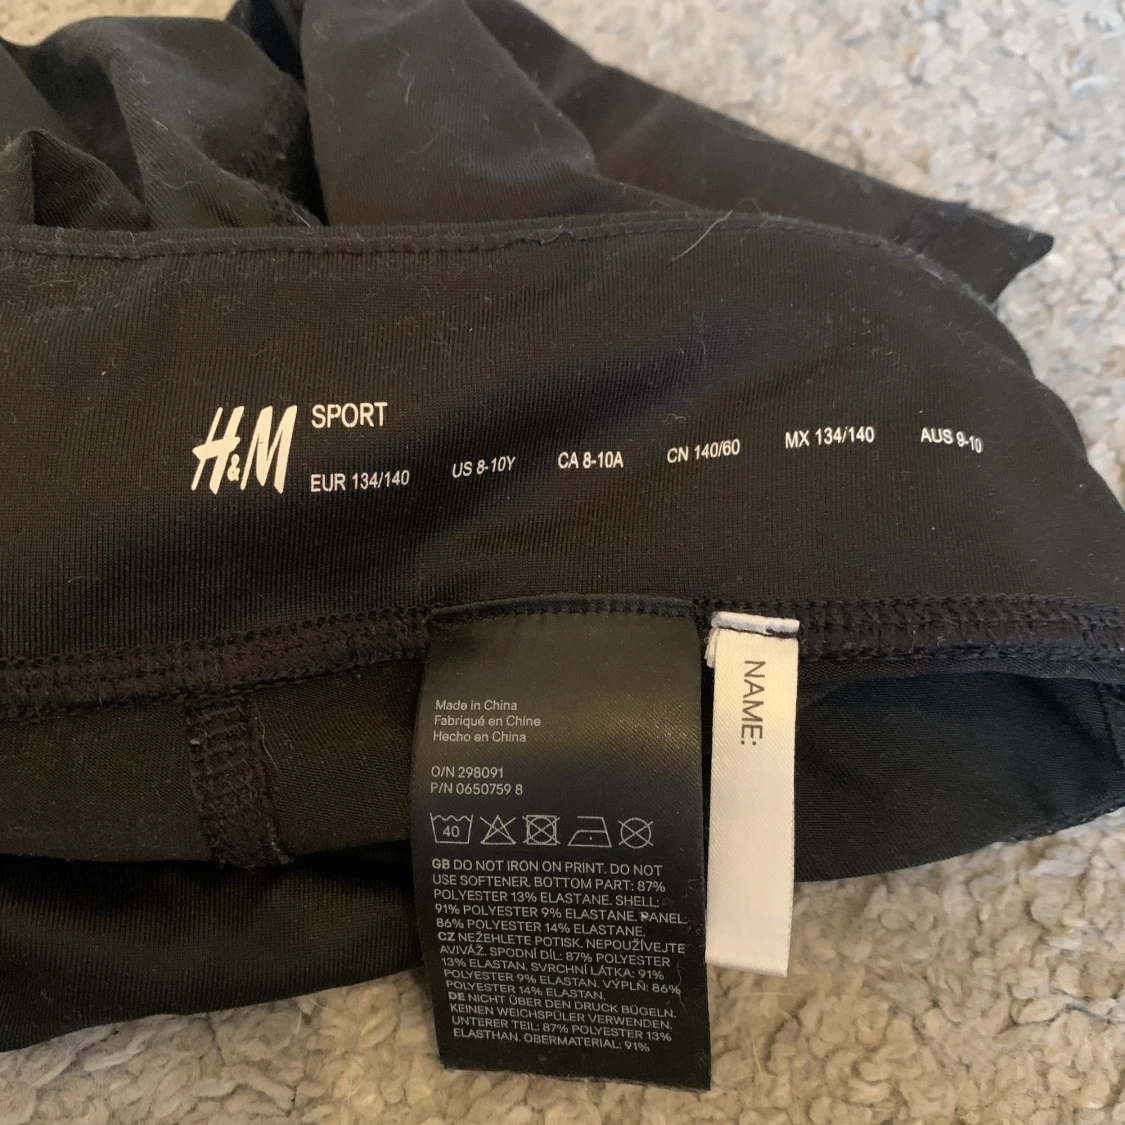 H&M SPORT
EUR 134/140 US 8-10Y CA 8-10A CN 140/60 MX 134/140 AUS 9-10
NAME:
Made in China
Fabriqué en Chine
Hecho en China
O/N 298091
P/N 0650759 8
40
GB DO NOT IRON ON PRINT. DO NOT
USE SOFTENER. BOTTOM PART: 87%
POLYESTER 13% ELASTANE. SHELL:
91% POLYESTER 9% ELASTANE. PANEL:
86% POLYESTER 14% ELASTANE.
CZ NEŽEHLETE POTISK. NEPOUŽÍVEJTE
AVIVÁŽ. SPODNÍ DÍL: 87% POLYESTER
13% ELASTAN. SVRCHNÍ LÁTKA: 91%
POLYESTER 9% ELASTAN. VÝPLŇ: 86%
POLYESTER 14% ELASTAN.
DE NICHT ÜBER DEN DRUCK BÜGELN.
KEINEN WEICHSPÜLER VERWENDEN.
UNTERER TEIL: 87% POLYESTER 13%
ELASTHAN. OBERMATERIAL: 91%